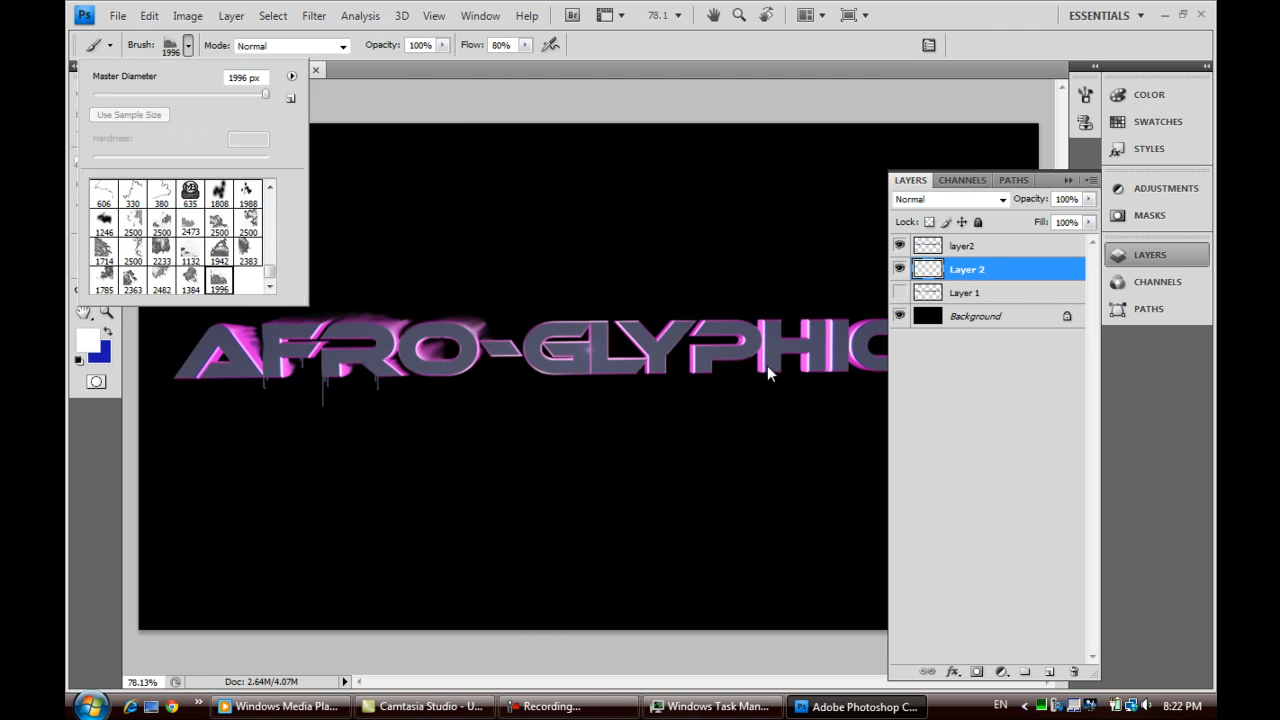 Ps File Edit Image Layer Select Filter Analysis 3D View Window Help Br 78.1 ESSENTIALS
Brush: 1996 Mode: Normal Opacity: 100% Flow: 80%
Master Diameter 1996 px
Use Sample Size
Hardness:
606 330 380 635 1808 1988
1246 2500 2500 2473 2500 2500
1714 2500 2233 1132 1942 2383
1785 2363 2482 1384 1996
AFRO-GLYPHIC
COLOR
SWATCHES
STYLES
ADJUSTMENTS
MASKS
LAYERS
CHANNELS
PATHS
LAYERS CHANNELS PATHS
Normal Opacity: 100%
Lock: Fill: 100%
layer2
Layer 2
Layer 1
Background
78.13% Doc: 2.64M/4.07M
Windows Media Pla... Camtasia Studio - U... Recording... Windows Task Man... Adobe Photoshop C... EN 8:22 PM